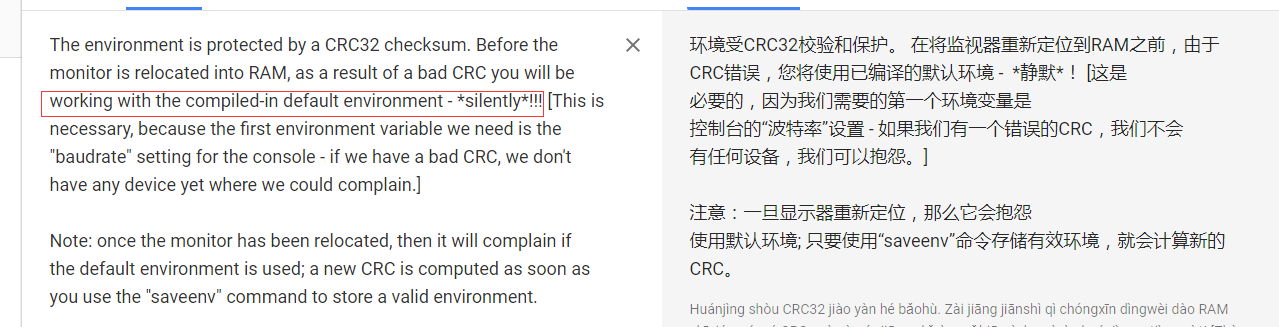 The environment is protected by a CRC32 checksum. Before the
monitor is relocated into RAM, as a result of a bad CRC you will be
working with the compiled-in default environment - *silently*!!! [This is
necessary, because the first environment variable we need is the
"baudrate" setting for the console - if we have a bad CRC, we don't
have any device yet where we could complain.]
Note: once the monitor has been relocated, then it will complain if
the default environment is used; a new CRC is computed as soon as
you use the "saveenv" command to store a valid environment.
环境受CRC32校验和保护。 在将监视器重新定位到RAM之前，由于
CRC错误，您将使用已编译的默认环境 - *静默*！ [这是
必要的，因为我们需要的第一个环境变量是
控制台的“波特率”设置 - 如果我们有一个错误的CRC，我们不会
有任何设备，我们可以抱怨。]
注意：一旦显示器重新定位，那么它会抱怨
使用默认环境; 只要使用“saveenv”命令存储有效环境，就会计算新的
CRC。
Huánjìng shòu CRC32 jiào yàn hé bǎohù. Zài jiāng jiānshì qì chóngxīn dìngwèi dào RAM